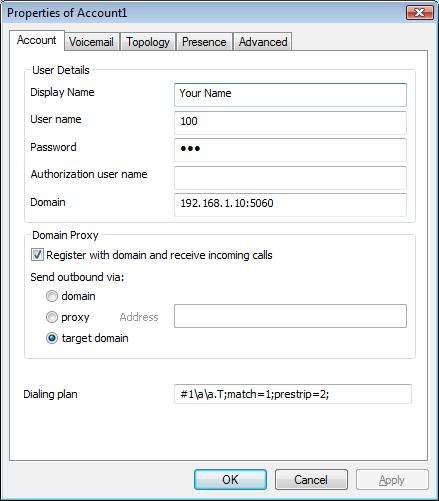 Properties of Account1
Account Voicemail Topology Presence Advanced
User Details
Display Name Your Name
User name 100
Password ●●●
Authorization user name
Domain 192.168.1.10:5060
Domain Proxy
Register with domain and receive incoming calls
Send outbound via:
domain
proxy Address
target domain
Dialing plan #1\a\a.T;match=1;prestrip=2;
OK Cancel Apply